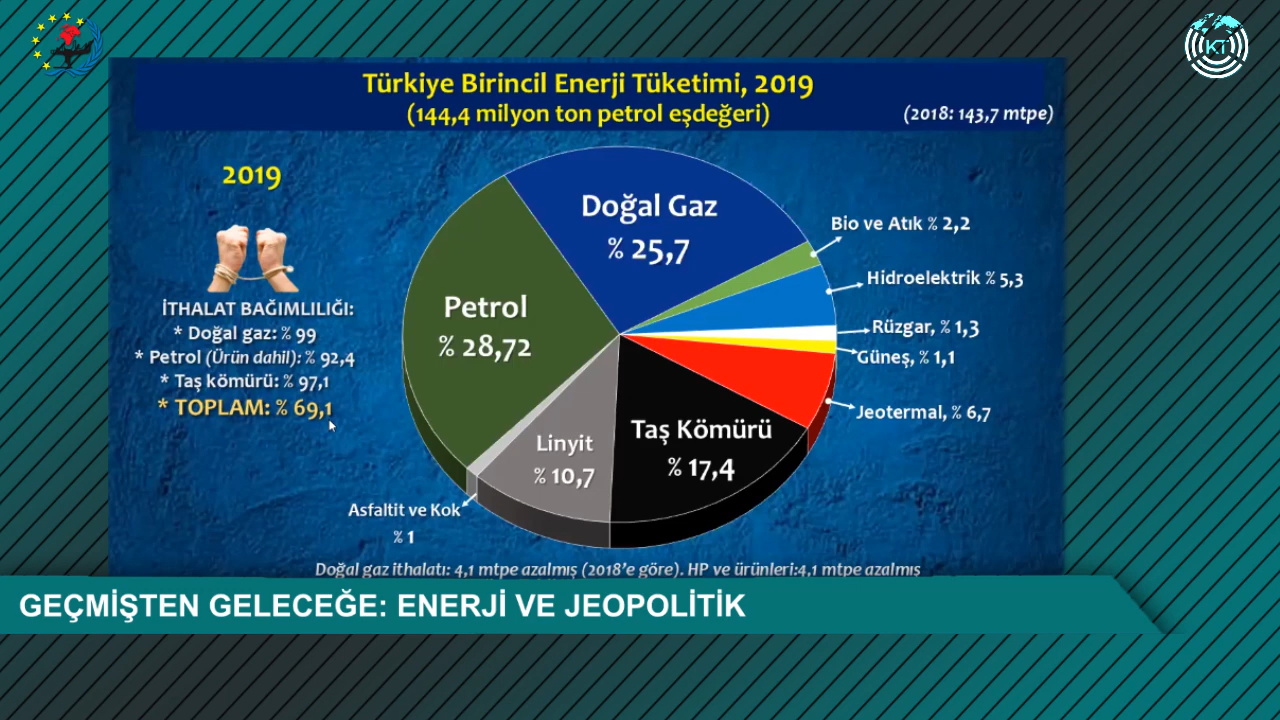 KT
Türkiye Birincil Enerji Tüketimi, 2019
(144,4 milyon ton petrol eşdeğeri)
(2018: 143,7 mtpe)
2019
İTHALAT BAĞIMLILIĞI:
* Doğal gaz: % 99
* Petrol (Ürün dahil): % 92,4
* Taş kömürü: % 97,1
* TOPLAM: % 69,1
Doğal Gaz
% 25,7
Bio ve Atık % 2,2
Hidroelektrik % 5,3
Rüzgar, % 1,3
Güneş, % 1,1
Jeotermal, % 6,7
Taş Kömürü
% 17,4
Linyit
% 10,7
Asfaltit ve Kok
% 1
Petrol
% 28,72
Doğal gaz ithalatı: 4,1 mtpe azalmış (2018'e göre). HP ve ürünleri:4,1 mtpe azalmış
GEÇMİŞTEN GELECEĞE: ENERJİ VE JEOPOLİTİK